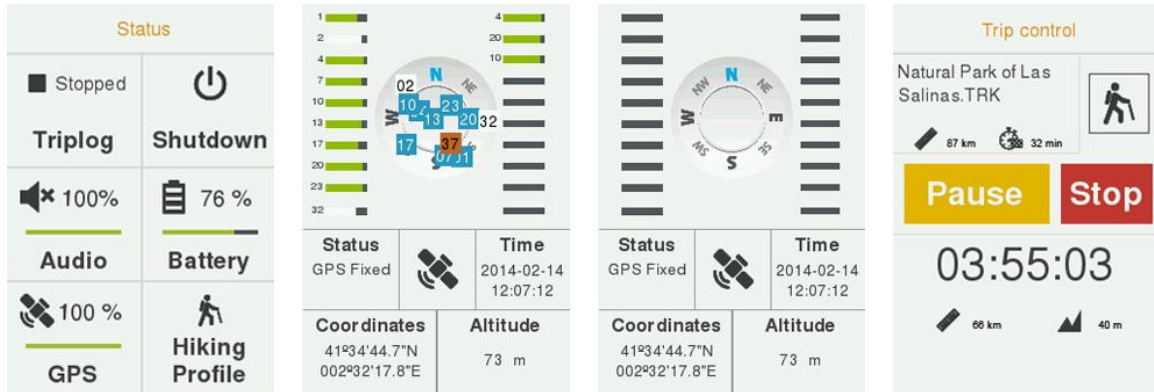 Status
Stopped
Triplog
Shutdown
100%
Audio
76 %
Battery
100 %
GPS
Hiking
Profile
1
2
4
7
10
13
17
20
23
32
4
20
10
N
NE
W
S
02
10
23
13
20
32
17
37
07
01
Status
GPS Fixed
Time
2014-02-14
12:07:12
Coordinates
41º34'44.7"N
002º32'17.8"E
Altitude
73 m
N
NE
E
SE
S
SW
W
NW
Status
GPS Fixed
Time
2014-02-14
12:07:12
Coordinates
41º34'44.7"N
002º32'17.8"E
Altitude
73 m
Trip control
Natural Park of Las
Salinas.TRK
87 km
32 min
Pause
Stop
03:55:03
66 km
40 m